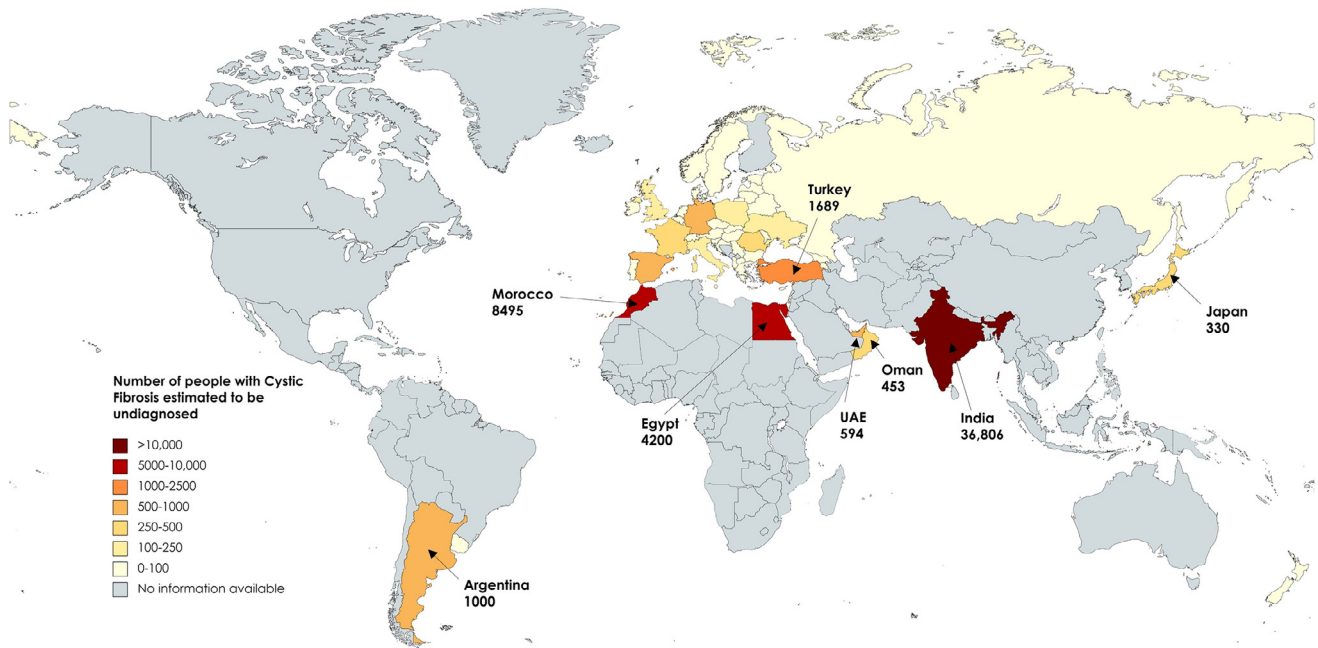 Turkey
1689
Morocco
8495
Japan
330
Oman
453
Number of people with Cystic
Fibrosis estimated to be
undiagnosed
Egypt
4200
UAE
594
India
36,806
>10,000
5000-10,000
1000-2500
500-1000
250-500
100-250
0-100
No information available
Argentina
1000